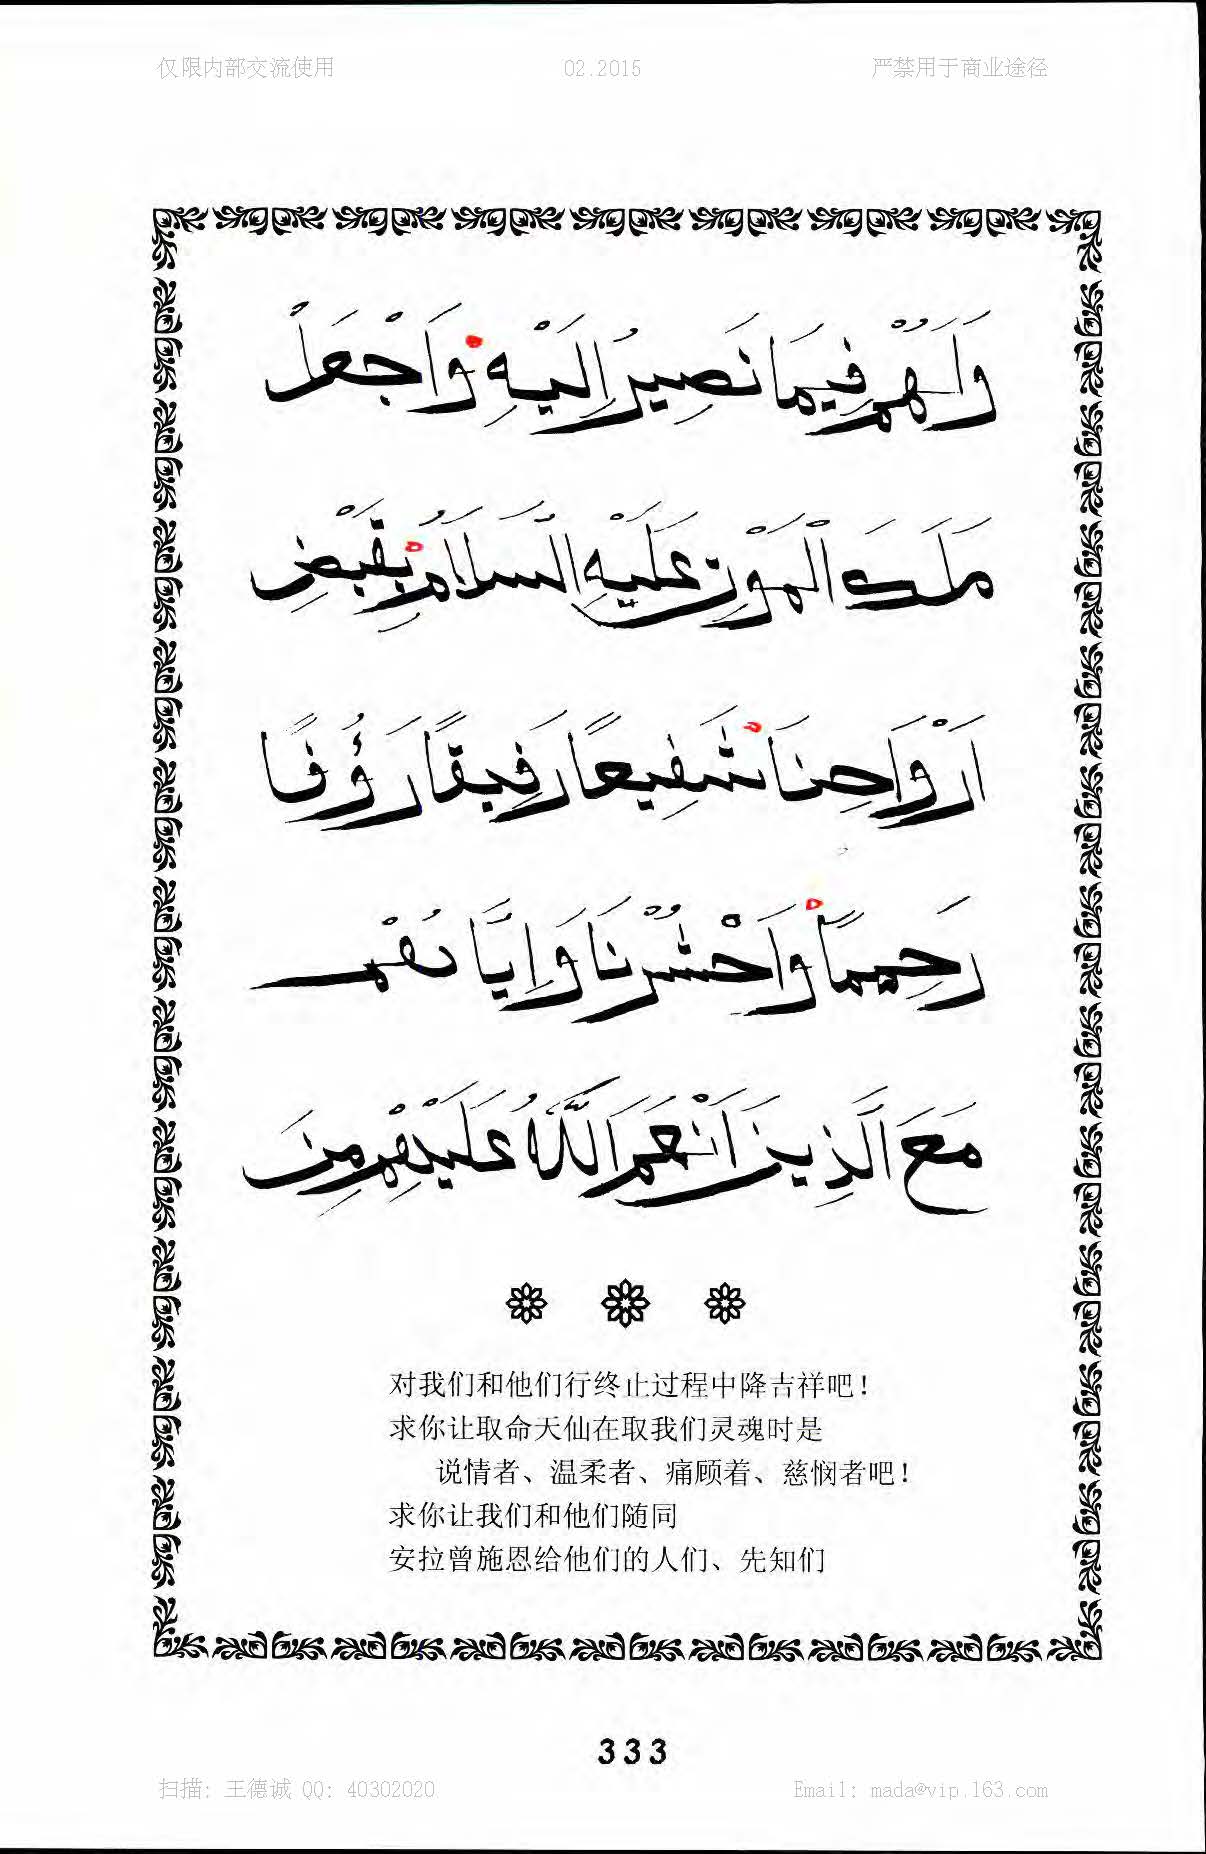 仅限内部交流使用 02.2015 严禁用于商业途径
وَلَهُمْ فِيمَا نَصِيرُ اِلَيْهِ وَاجْعَلْ
مَلَكَ الْمَوْتِ عَلَيْهِ السَّلَامُ بِقَبْضِ
اَرْوَاحِنَا شَفِيعًا رَفِيقًا رَؤُفًا
رَحِيمًا وَاحْشُرْنَا وَاِيَّاهُمْ
مَعَ الَّذِينَ اَنْعَمَ اللَّهُ عَلَيْهِمْ مِنَ
对我们和他们行终止过程中降吉祥吧！
求你让取命天仙在取我们灵魂时是
说情者、温柔者、痛顾着、慈悯者吧！
求你让我们和他们随同
安拉曾施恩给他们的人们、先知们
333
扫描: 王德诚 QQ: 40302020 Email: mada@vip.163.com